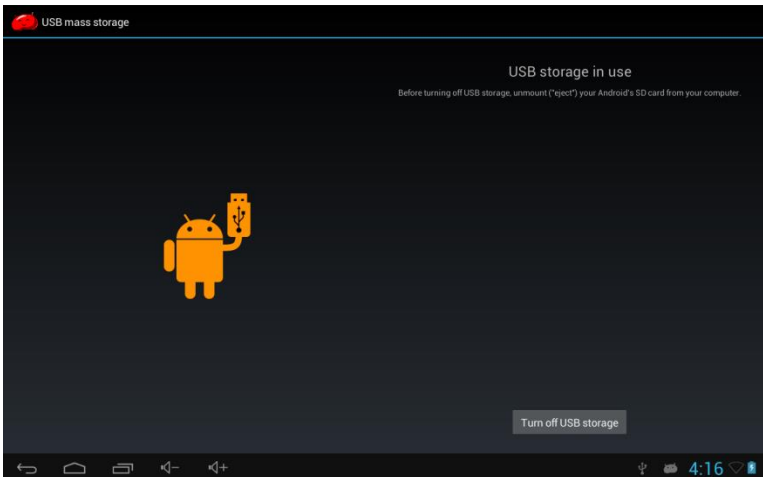 USB mass storage
USB storage in use
Before turning off USB storage, unmount ("eject") your Android's SD card from your computer.
Turn off USB storage
4:16